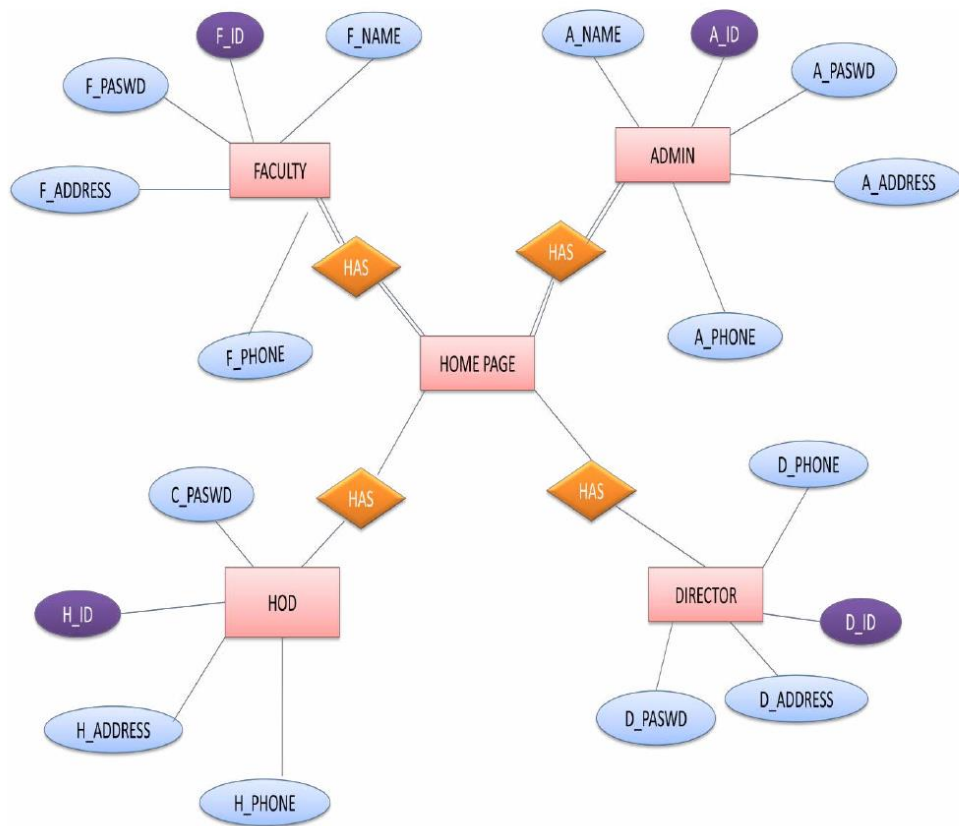 F_ID
F_NAME
A_NAME
A_ID
F_PASWD
A_PASWD
FACULTY
ADMIN
F_ADDRESS
A_ADDRESS
HAS
HAS
F_PHONE
HOME PAGE
A_PHONE
C_PASWD
HAS
HAS
D_PHONE
H_ID
HOD
DIRECTOR
D_ID
H_ADDRESS
D_PASWD
D_ADDRESS
H_PHONE